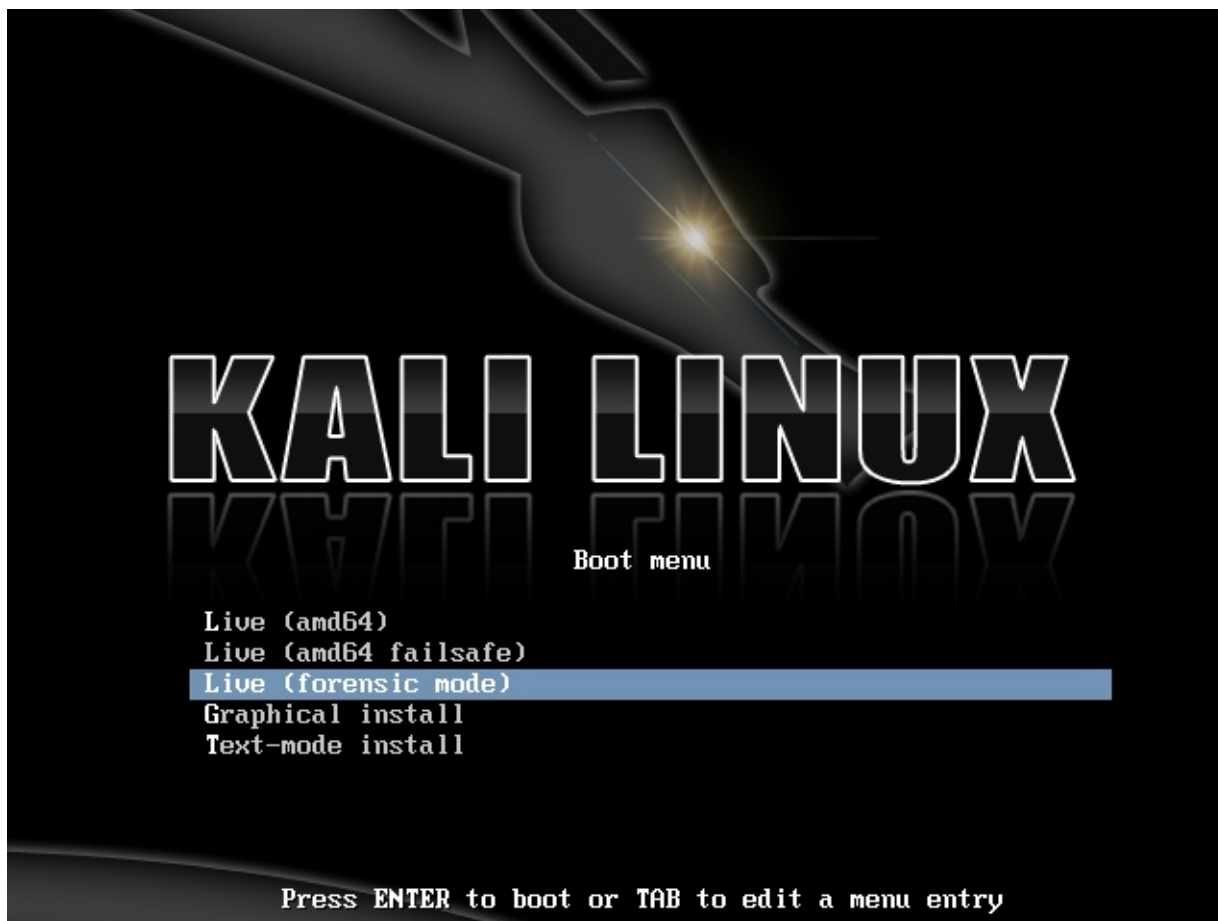 KALI LINUX
Boot menu
Live (amd64)
Live (amd64 failsafe)
Live (forensic mode)
Graphical install
Text-mode install
Press ENTER to boot or TAB to edit a menu entry